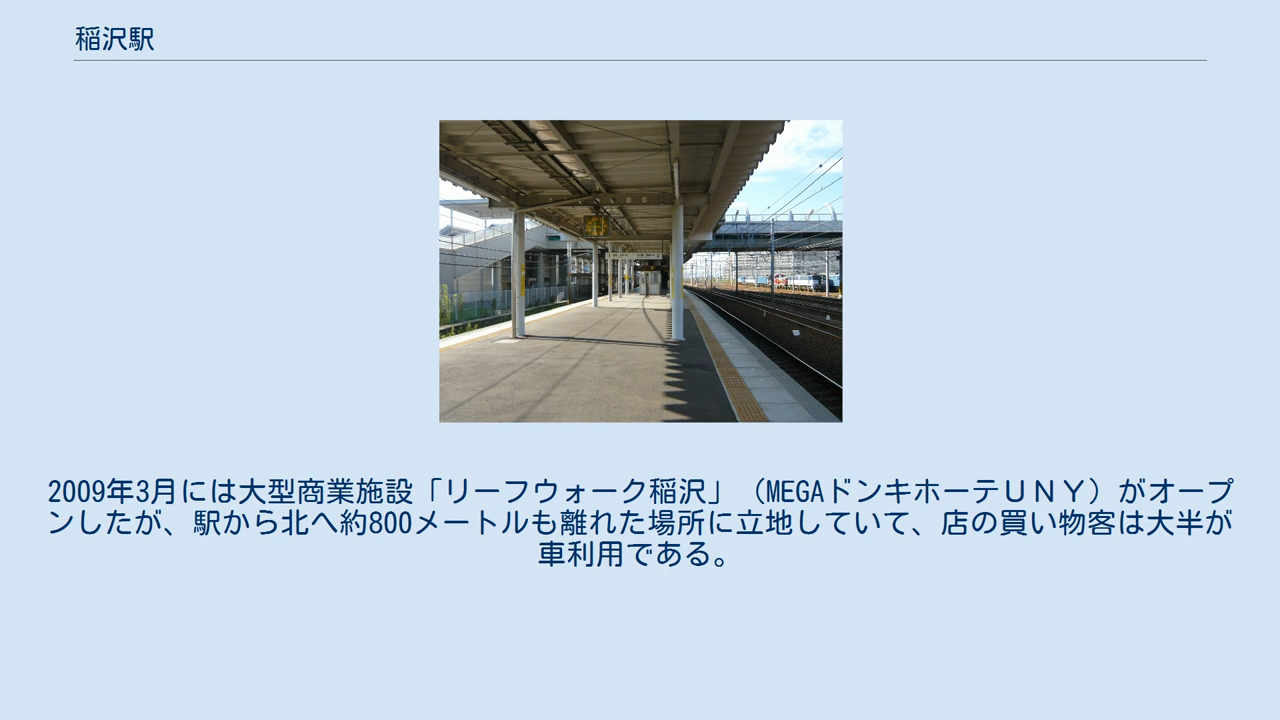 稲沢駅
2009年3月には大型商業施設「リーフウォーク稲沢」（MEGAドンキホーテＵＮＹ）がオープ
ンしたが、駅から北へ約800メートルも離れた場所に立地していて、店の買い物客は大半が
車利用である。